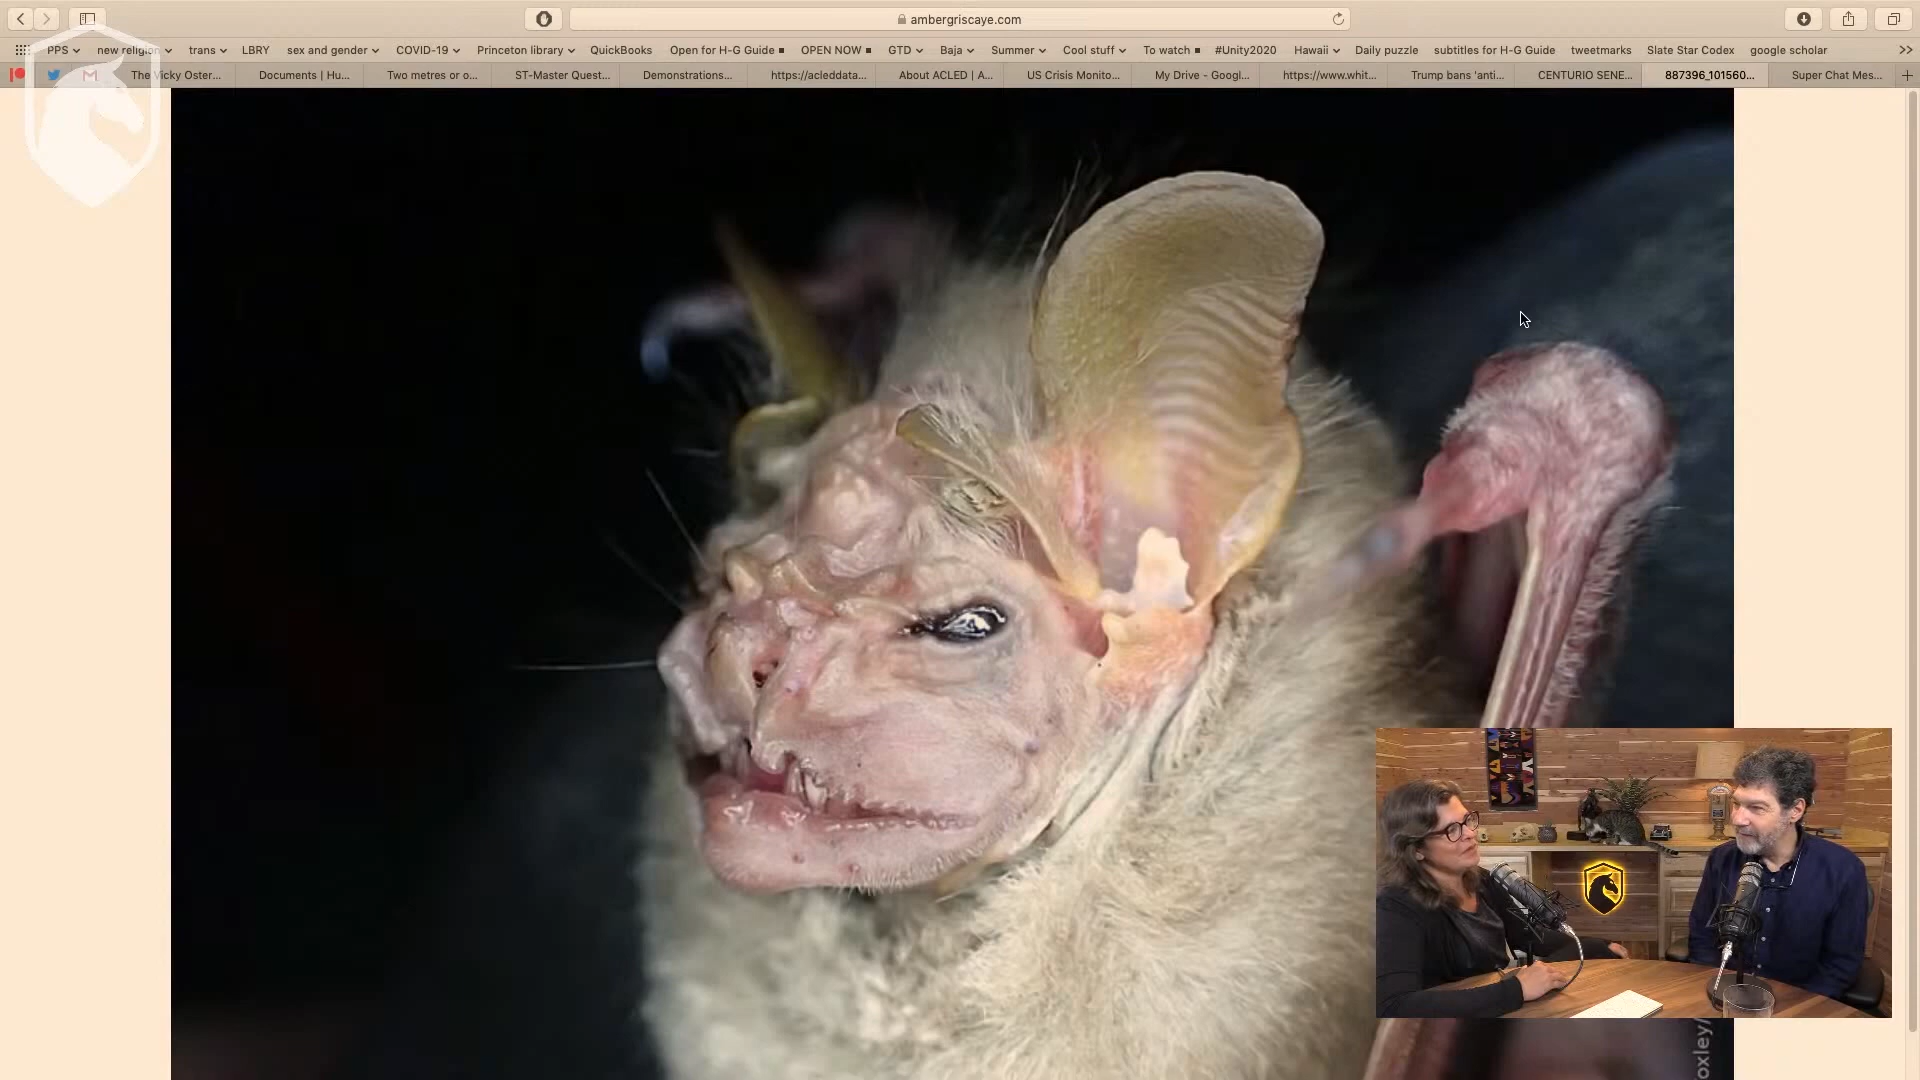 ambergriscaye.com
PPS new religion trans LBRY sex and gender COVID-19 Princeton library QuickBooks Open for H-G Guide OPEN NOW GTD Baja Summer Cool stuff To watch #Unity2020 Hawaii Daily puzzle subtitles for H-G Guide tweetmarks Slate Star Codex google scholar
The Vicky Oster... Documents | Hu... Two metres or o... ST-Master Quest... Demonstrations... https://acleddata... About ACLED | A... US Crisis Monito... My Drive - Googl... https://www.whit... Trump bans 'anti... CENTURIO SENE... 887396_101560... Super Chat Mes...
oxley/